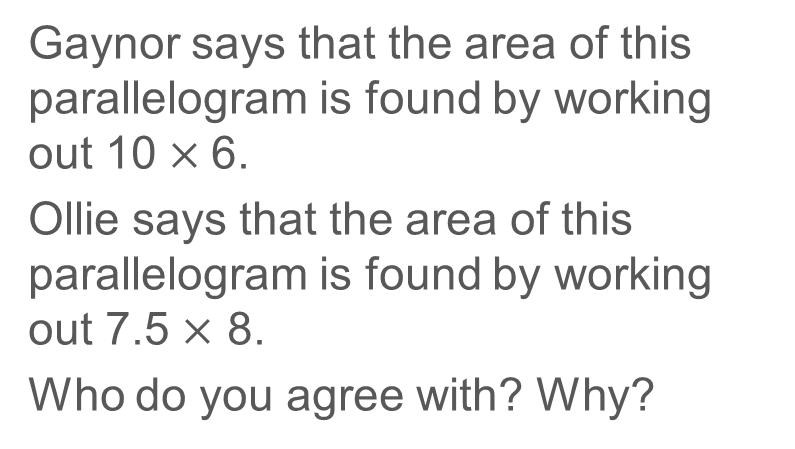 Gaynor says that the area of this
parallelogram is found by working
out 10 × 6.
Ollie says that the area of this
parallelogram is found by working
out 7.5 × 8.
Who do you agree with? Why?